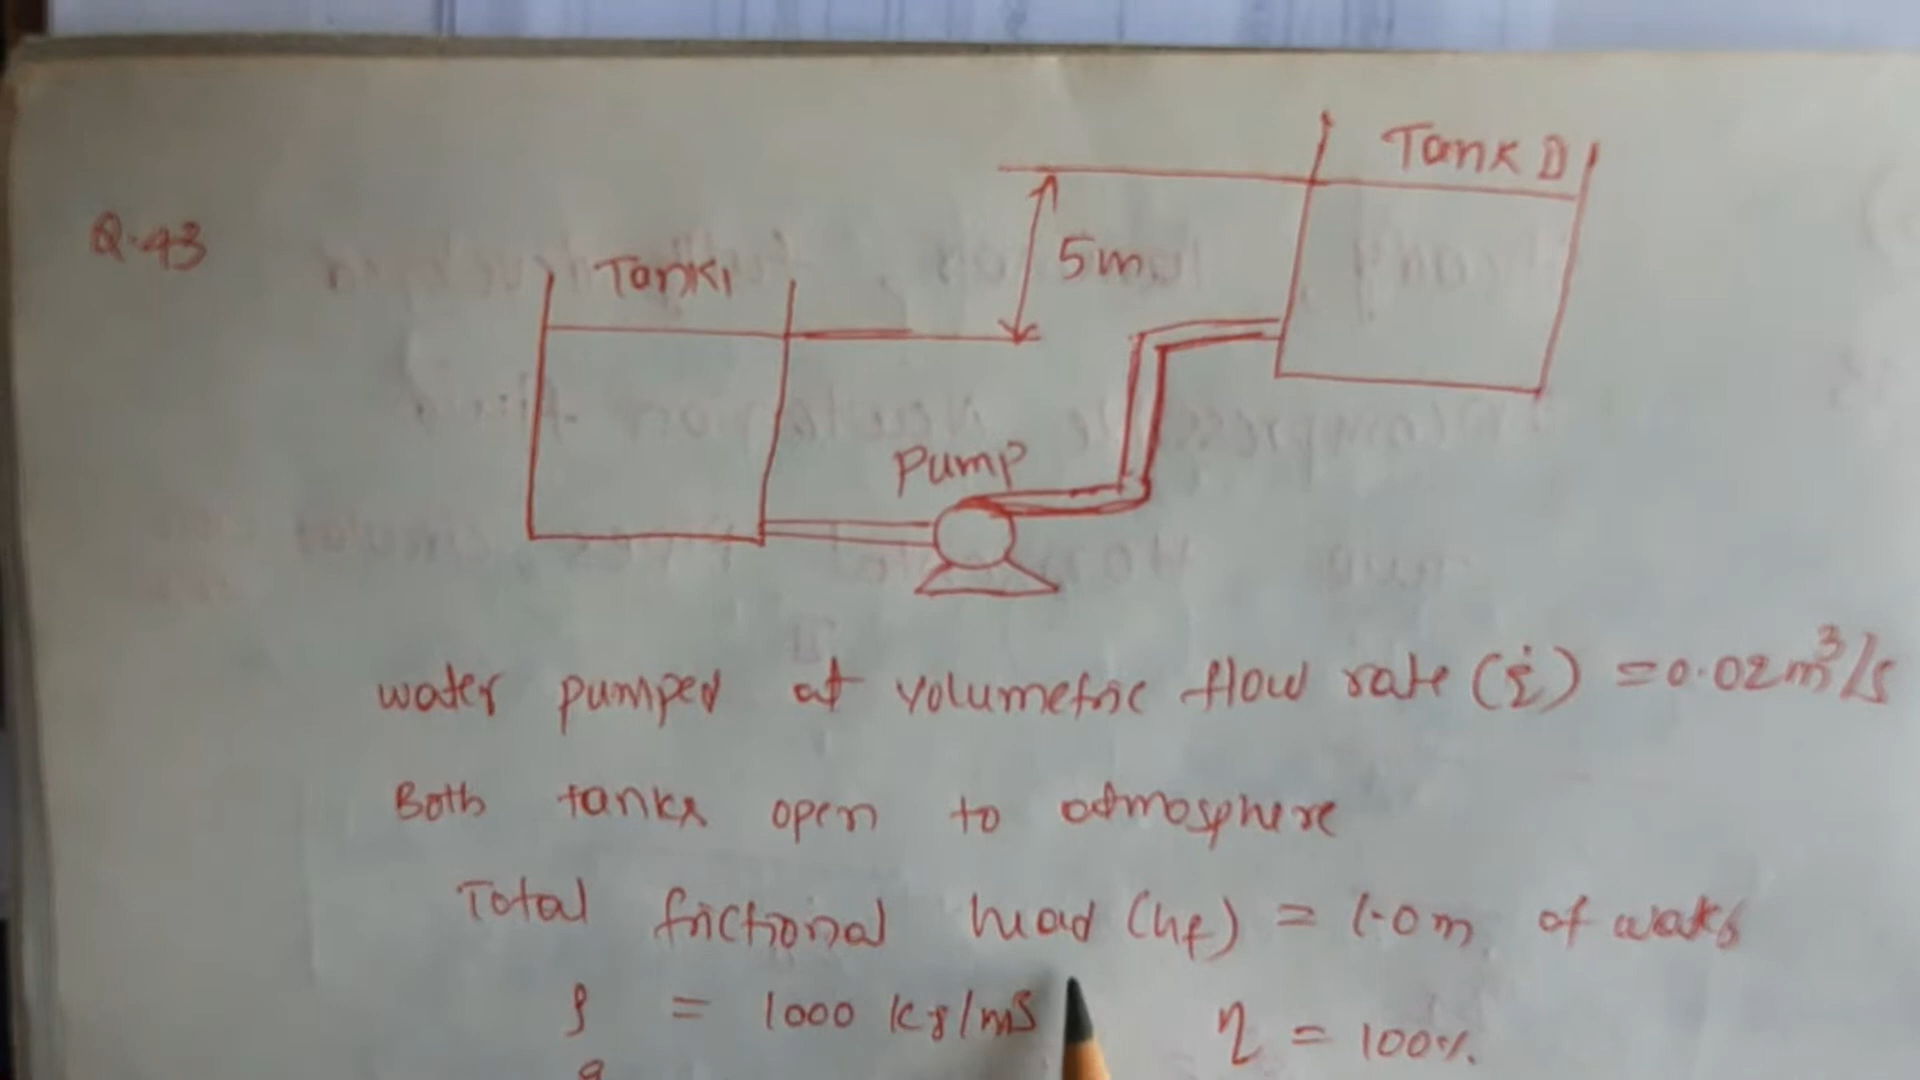 Tank D
Q.43
Tank1
5m
Pump
water pumped at volumetric flow rate (q̇) = 0.02 m³/s
Both tanks open to atmosphere
Total frictional head (hf) = 1.0 m of water
ρ = 1000 kg/m3 η = 100%